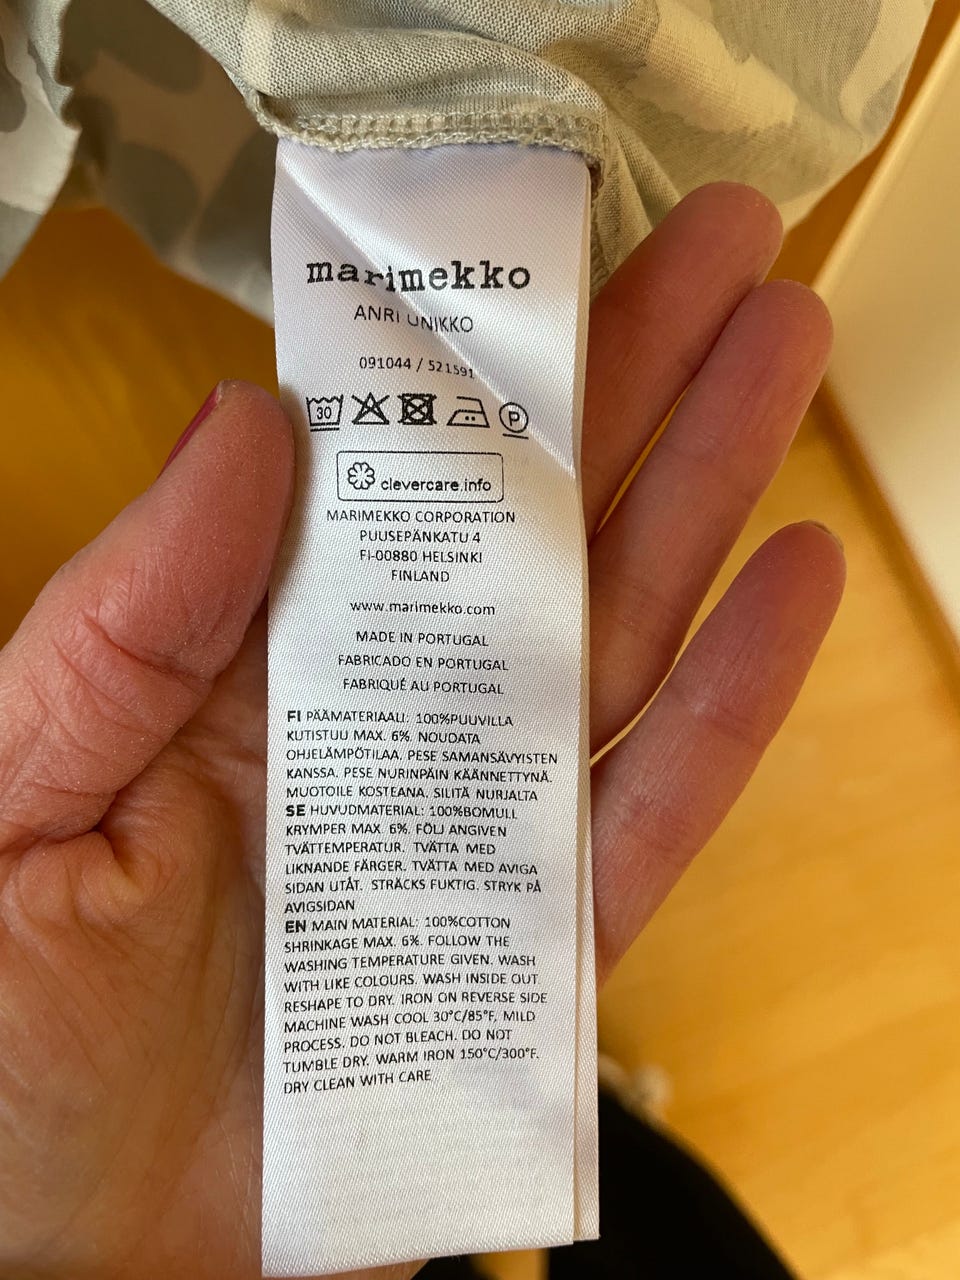 marimekko
ANRI UNIKKO
091044 / 521591
30 P
clevercare.info
MARIMEKKO CORPORATION
PUUSEPÄNKATU 4
FI-00880 HELSINKI
FINLAND
www.marimekko.com
MADE IN PORTUGAL
FABRICADO EN PORTUGAL
FABRIQUÉ AU PORTUGAL
FI PÄÄMATERIAALI: 100%PUUVILLA
KUTISTUU MAX. 6%. NOUDATA
OHJELÄMPÖTILAA. PESE SAMANSÄVYISTEN
KANSSA. PESE NURINPÄIN KÄÄNNETTYNÄ.
MUOTOILE KOSTEANA. SILITÄ NURJALTA
SE HUVUDMATERIAL: 100%BOMULL
KRYMPER MAX. 6%. FÖLJ ANGIVEN
TVÄTTEMPERATUR. TVÄTTA MED
LIKNANDE FÄRGER. TVÄTTA MED AVIGA
SIDAN UTÅT. STRÄCKS FUKTIG. STRYK PÅ
AVIGSIDAN
EN MAIN MATERIAL: 100%COTTON
SHRINKAGE MAX. 6%. FOLLOW THE
WASHING TEMPERATURE GIVEN. WASH
WITH LIKE COLOURS. WASH INSIDE OUT.
RESHAPE TO DRY. IRON ON REVERSE SIDE
MACHINE WASH COOL 30°C/85°F, MILD
PROCESS. DO NOT BLEACH. DO NOT
TUMBLE DRY. WARM IRON 150°C/300°F.
DRY CLEAN WITH CARE